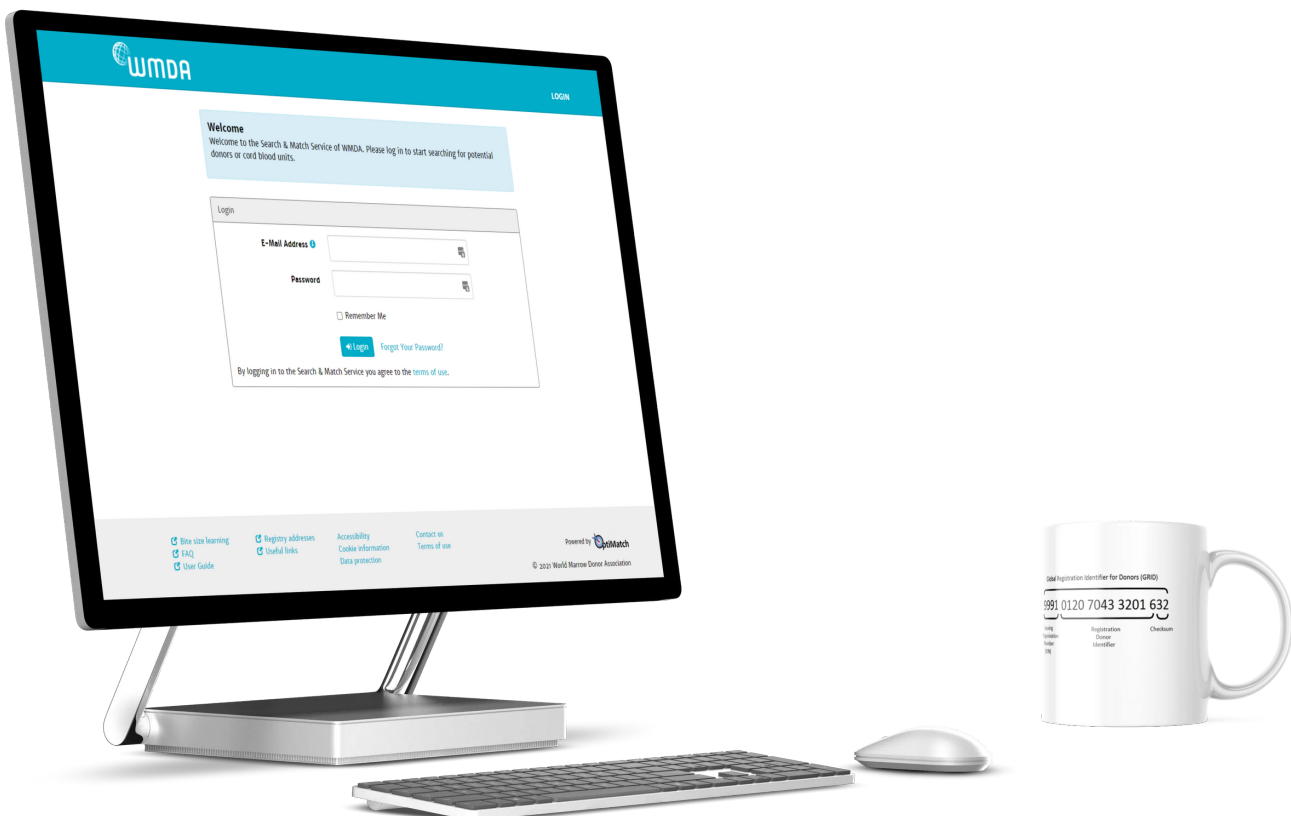 WMDA
LOGIN
Welcome
Welcome to the Search & Match Service of WMDA. Please log in to start searching for potential
donors or cord blood units.
Login
E-Mail Address
Password
Remember Me
Login Forgot Your Password?
By logging in to the Search & Match Service you agree to the terms of use.
Bite size learning
FAQ
User Guide
Registry addresses
Useful links
Accessibility
Cookie information
Data protection
Contact us
Terms of use
Powered by OptiMatch
© 2021 World Marrow Donor Association
Global Registration Identifier for Donors (GRID)
9991 0120 7043 3201 632
Registration
Donor
Identifier
Checksum